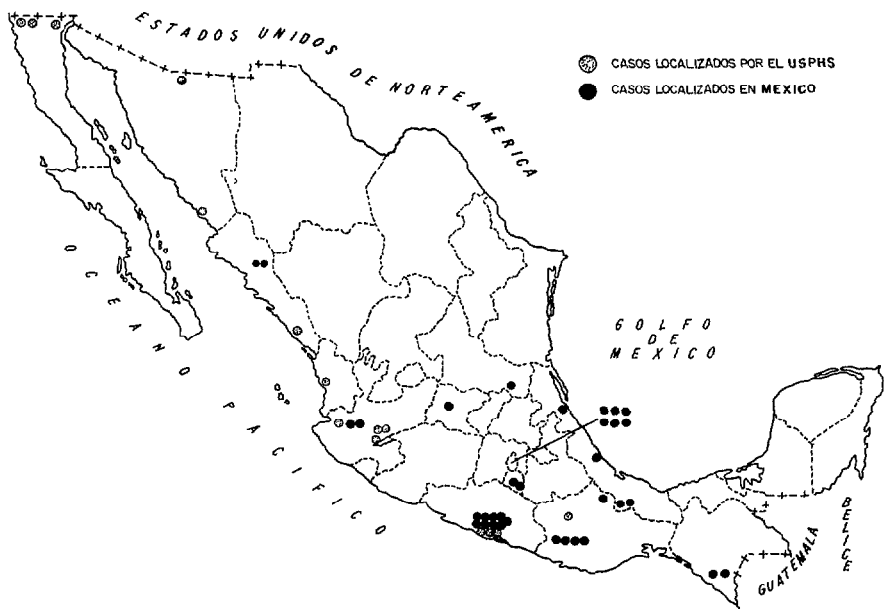 ESTADOS UNIDOS DE NORTEAMERICA
CASOS LOCALIZADOS POR EL USPHS
CASOS LOCALIZADOS EN MEXICO
OCEANO PACIFICO
GOLFO
DE
MEXICO
BELICE
GUATEMALA